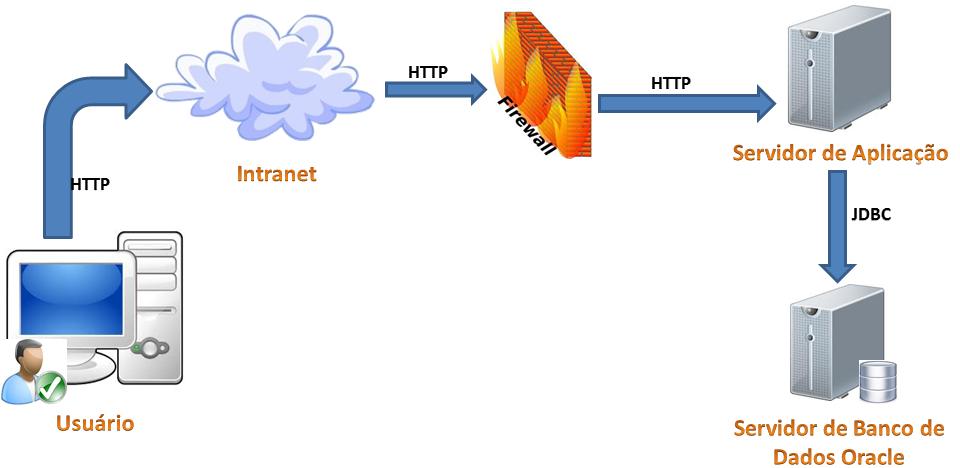 HTTP
HTTP
Firewall
Servidor de Aplicação
Intranet
HTTP
JDBC
Usuário
Servidor de Banco de
Dados Oracle